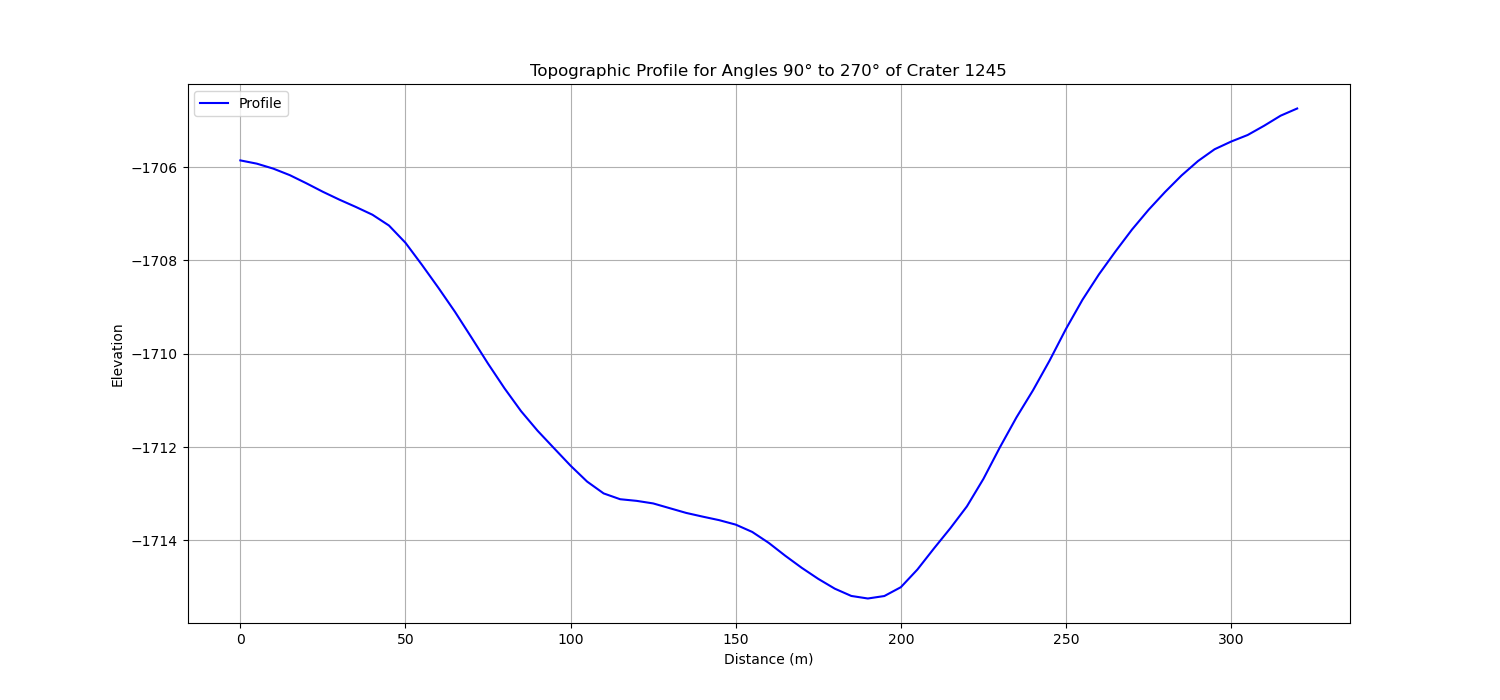 Topographic Profile for Angles 90° to 270° of Crater 1245
Profile
−1706
−1708
−1710
−1712
−1714
Elevation
0 50 100 150 200 250 300
Distance (m)